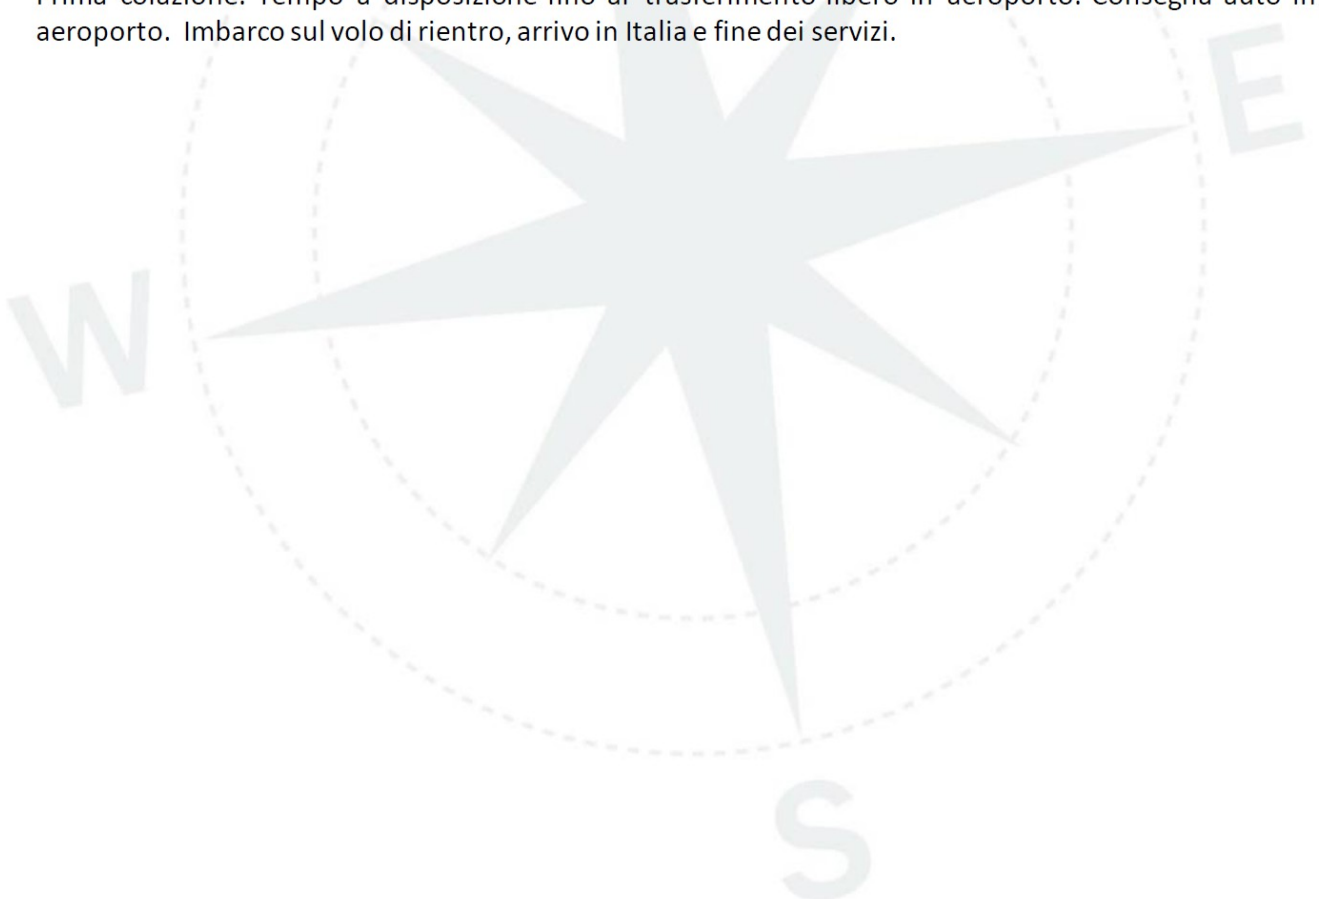 Prima colazione. Tempo a disposizione fino al trasferimento libero in aeroporto. Consegna auto in
aeroporto. Imbarco sul volo di rientro, arrivo in Italia e fine dei servizi.
E
W
S